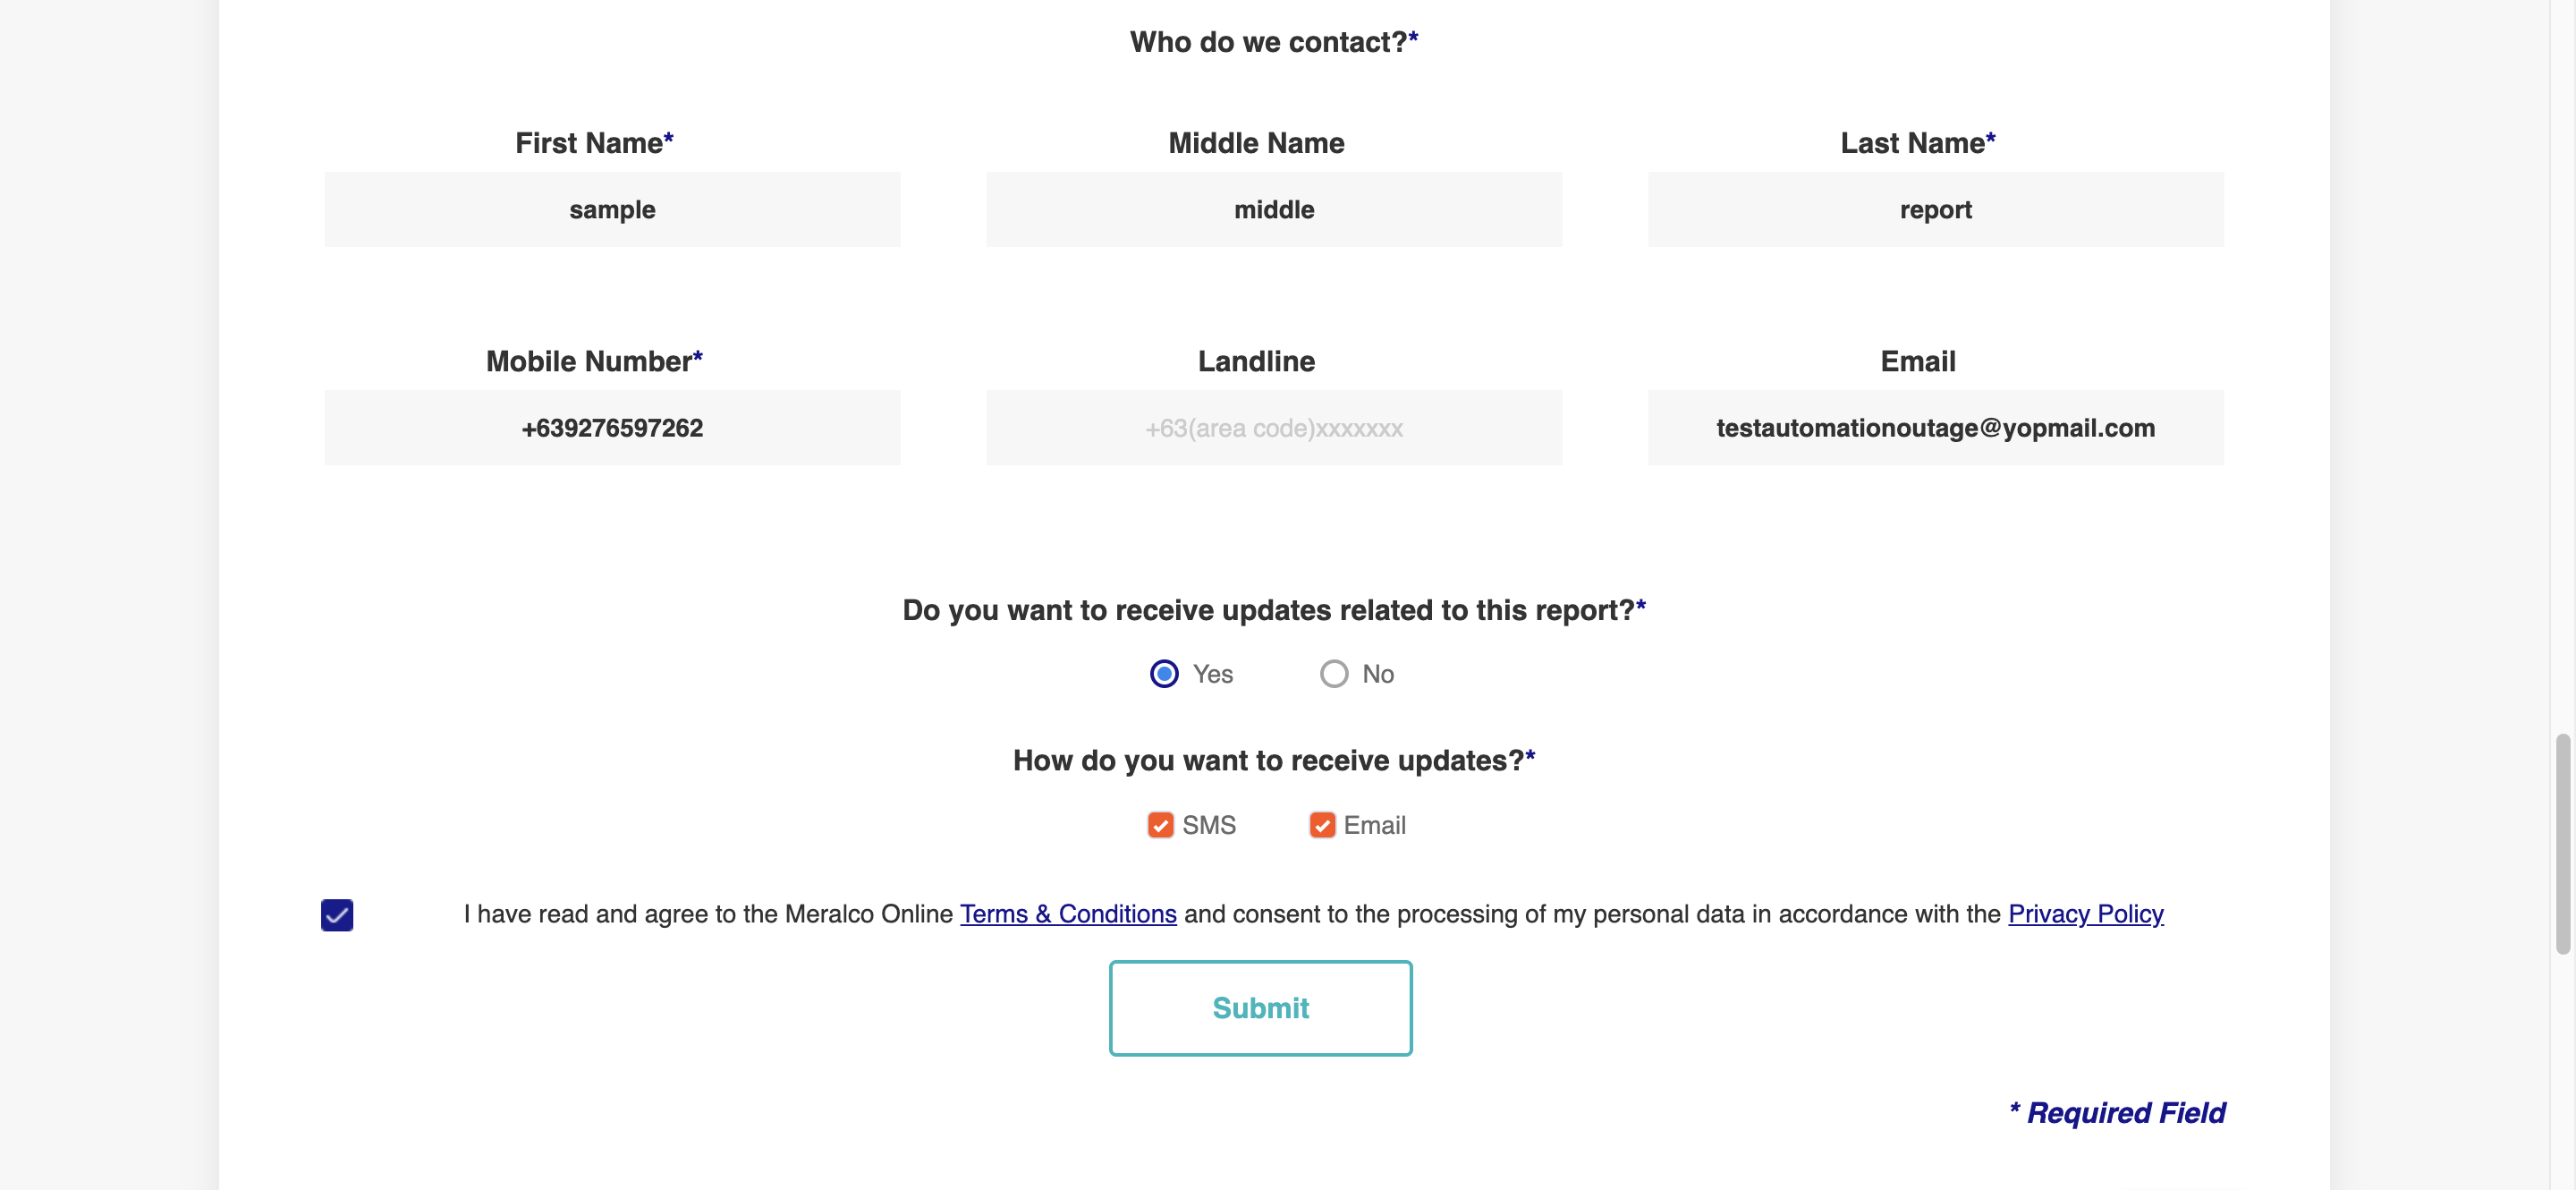 Who do we contact?*
First Name*
Middle Name
Last Name*
sample
middle
report
Mobile Number*
Landline
Email
+639276597262
+63(area code)xxxxxxx
testautomationoutage@yopmail.com
Do you want to receive updates related to this report?*
Yes
No
How do you want to receive updates?*
SMS
Email
I have read and agree to the Meralco Online Terms & Conditions and consent to the processing of my personal data in accordance with the Privacy Policy
Submit
* Required Field